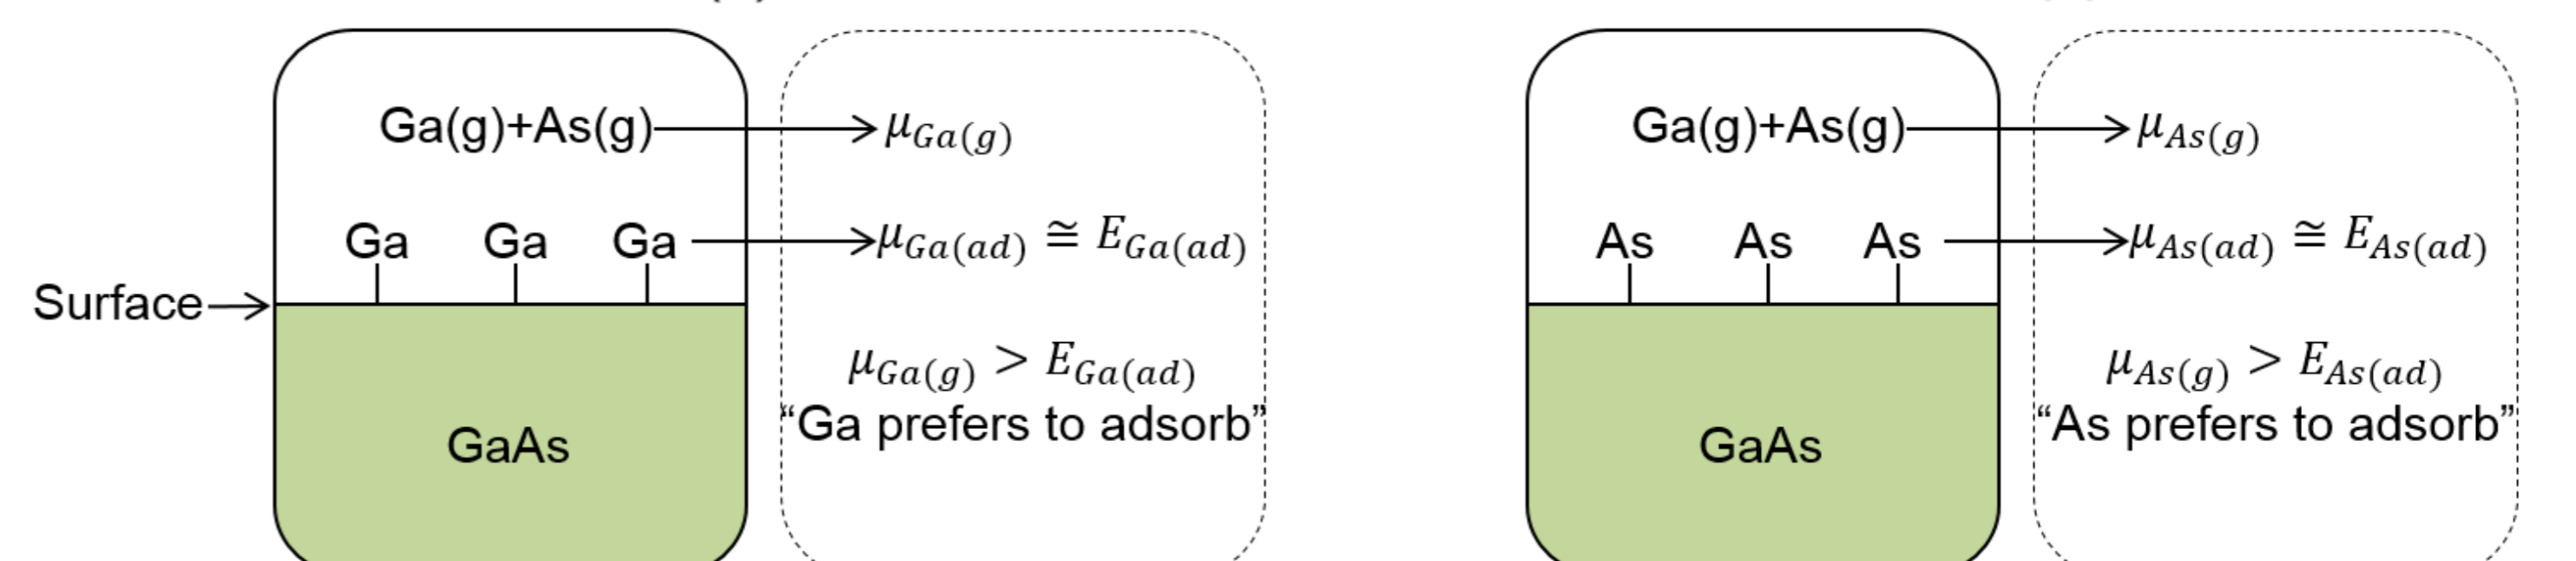 Ga(g)+As(g)
μGa(g)
Ga Ga Ga
μGa(ad) ≅ EGa(ad)
Surface
μGa(g) > EGa(ad)
“Ga prefers to adsorb”
GaAs
Ga(g)+As(g)
μAs(g)
As As As
μAs(ad) ≅ EAs(ad)
μAs(g) > EAs(ad)
“As prefers to adsorb”
GaAs